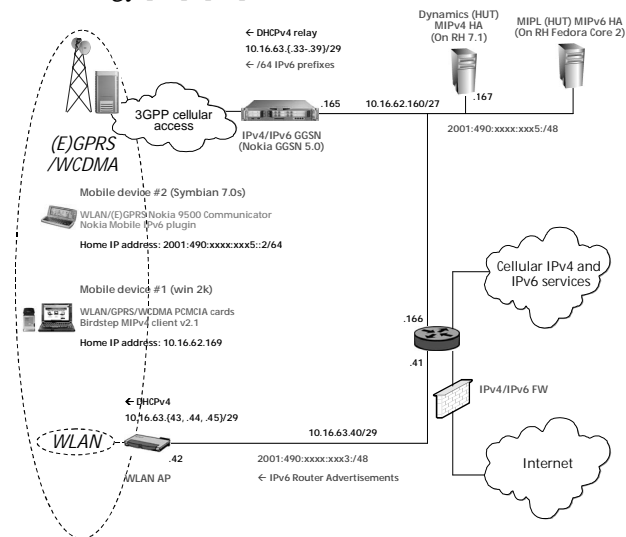 Dynamics (HUT)
MIPv4 HA
(On RH 7.1)
MIPL (HUT) MIPv6 HA
(On RH Fedora Core 2)
← DHCPv4 relay
10.16.63.{.33-.39}/29
← /64 IPv6 prefixes
.165
10.16.62.160/27
.167
3GPP cellular
access
IPv4/IPv6 GGSN
(Nokia GGSN 5.0)
2001:490:xxxx:xxx5:/48
(E)GPRS
/WCDMA
Mobile device #2 (Symbian 7.0s)
WLAN/(E)GPRS Nokia 9500 Communicator
Nokia Mobile IPv6 plugin
Home IP address: 2001:490:xxxx:xxx5::2/64
Cellular IPv4 and
IPv6 services
Mobile device #1 (win 2k)
WLAN/GPRS/WCDMA PCMCIA cards
Birdstep MIPv4 client v2.1
Home IP address: 10.16.62.169
.166
.41
IPv4/IPv6 FW
← DHCPv4
10.16.63.{43, .44, .45}/29
10.16.63.40/29
WLAN
.42
2001:490:xxxx:xxx3:/48
Internet
WLAN AP
← IPv6 Router Advertisements